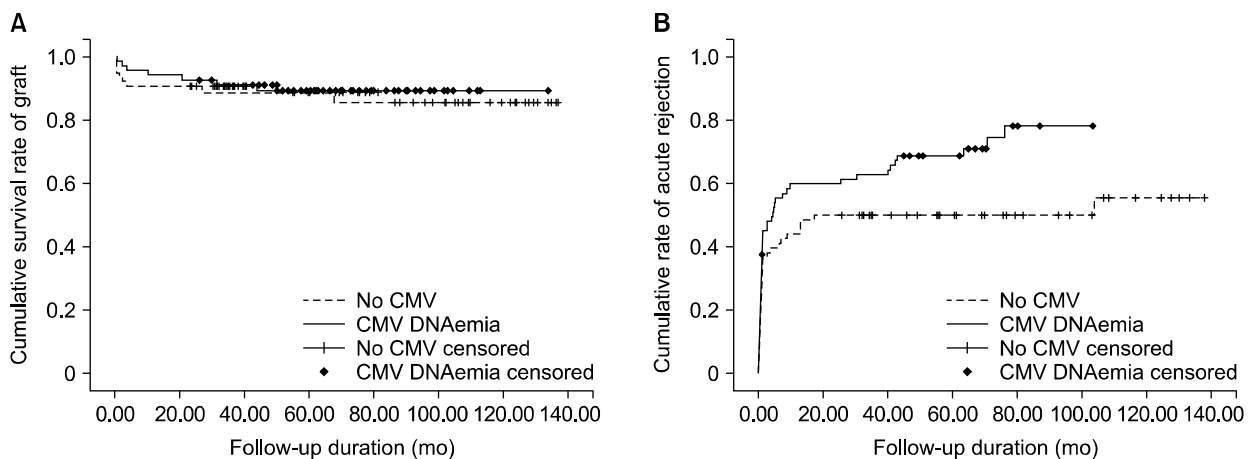 A
Cumulative survival rate of graft
1.0
0.8
0.6
0.4
0.2
0
No CMV
CMV DNAemia
No CMV censored
CMV DNAemia censored
0.00 20.00 40.00 60.00 80.00 100.00 120.00 140.00
Follow-up duration (mo)
B
Cumulative rate of acute rejection
1.0
0.8
0.6
0.4
0.2
0
No CMV
CMV DNAemia
No CMV censored
CMV DNAemia censored
0.00 20.00 40.00 60.00 80.00 100.00 120.00 140.00
Follow-up duration (mo)